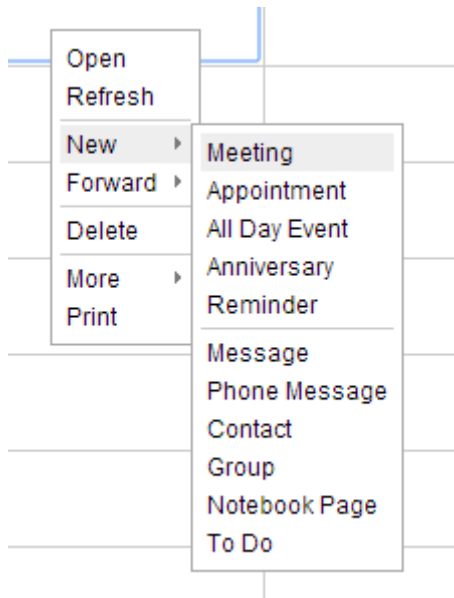 Open
Refresh
New
Forward
Delete
More
Print
Meeting
Appointment
All Day Event
Anniversary
Reminder
Message
Phone Message
Contact
Group
Notebook Page
To Do